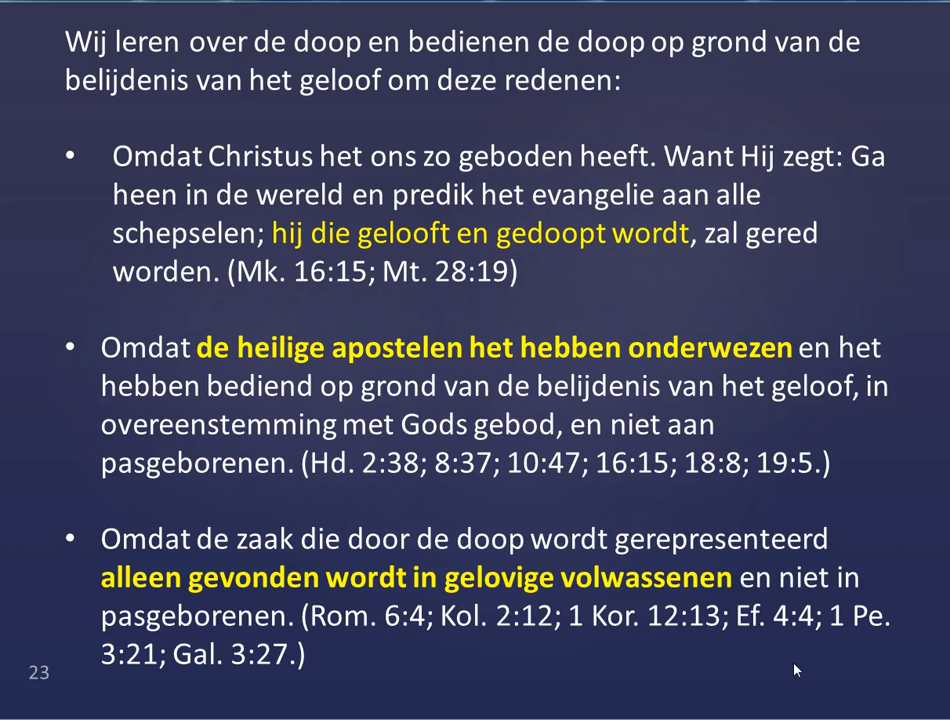 Wij leren over de doop en bedienen de doop op grond van de
belijdenis van het geloof om deze redenen:
• Omdat Christus het ons zo geboden heeft. Want Hij zegt: Ga
heen in de wereld en predik het evangelie aan alle
schepselen; hij die gelooft en gedoopt wordt, zal gered
worden. (Mk. 16:15; Mt. 28:19)
• Omdat de heilige apostelen het hebben onderwezen en het
hebben bediend op grond van de belijdenis van het geloof, in
overeenstemming met Gods gebod, en niet aan
pasgeborenen. (Hd. 2:38; 8:37; 10:47; 16:15; 18:8; 19:5.)
• Omdat de zaak die door de doop wordt gerepresenteerd
alleen gevonden wordt in gelovige volwassenen en niet in
pasgeborenen. (Rom. 6:4; Kol. 2:12; 1 Kor. 12:13; Ef. 4:4; 1 Pe.
3:21; Gal. 3:27.)
23